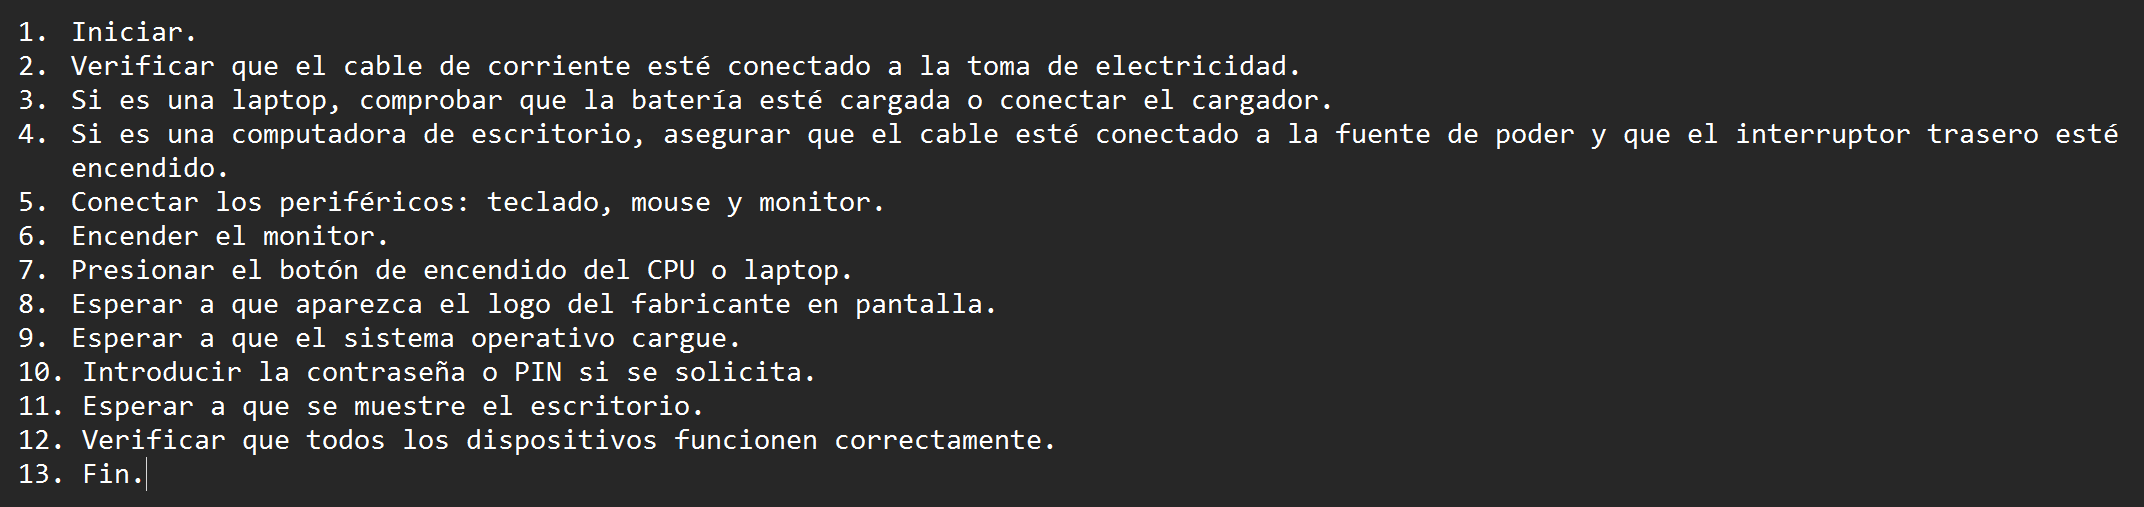 1. Iniciar.
2. Verificar que el cable de corriente esté conectado a la toma de electricidad.
3. Si es una laptop, comprobar que la batería esté cargada o conectar el cargador.
4. Si es una computadora de escritorio, asegurar que el cable esté conectado a la fuente de poder y que el interruptor trasero esté
encendido.
5. Conectar los periféricos: teclado, mouse y monitor.
6. Encender el monitor.
7. Presionar el botón de encendido del CPU o laptop.
8. Esperar a que aparezca el logo del fabricante en pantalla.
9. Esperar a que el sistema operativo cargue.
10. Introducir la contraseña o PIN si se solicita.
11. Esperar a que se muestre el escritorio.
12. Verificar que todos los dispositivos funcionen correctamente.
13. Fin.